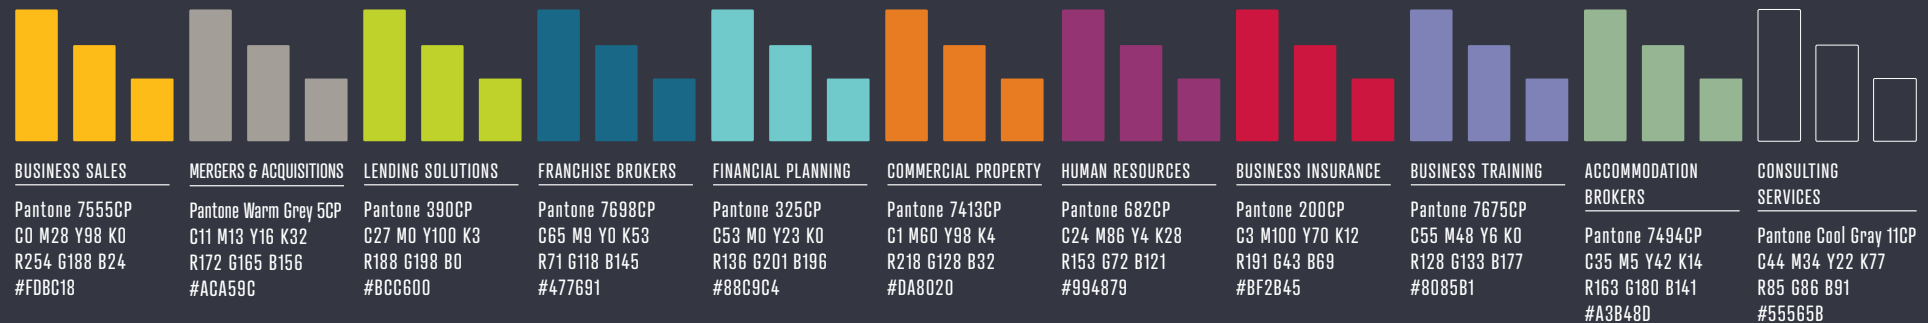 BUSINESS SALES
Pantone 7555CP
C0 M28 Y98 K0
R254 G188 B24
#FDBC18
MERGERS & ACQUISITIONS
Pantone Warm Grey 5CP
C11 M13 Y16 K32
R172 G165 B156
#ACA59C
LENDING SOLUTIONS
Pantone 390CP
C27 M0 Y100 K3
R188 G198 B0
#BCC600
FRANCHISE BROKERS
Pantone 7698CP
C65 M9 Y0 K53
R71 G118 B145
#477691
FINANCIAL PLANNING
Pantone 325CP
C53 M0 Y23 K0
R136 G201 B196
#88C9C4
COMMERCIAL PROPERTY
Pantone 7413CP
C1 M60 Y98 K4
R218 G128 B32
#DA8020
HUMAN RESOURCES
Pantone 682CP
C24 M86 Y4 K28
R153 G72 B121
#994879
BUSINESS INSURANCE
Pantone 200CP
C3 M100 Y70 K12
R191 G43 B69
#BF2B45
BUSINESS TRAINING
Pantone 7675CP
C55 M48 Y6 K0
R128 G133 B177
#8085B1
ACCOMMODATION
BROKERS
Pantone 7494CP
C35 M5 Y42 K14
R163 G180 B141
#A3B48D
CONSULTING
SERVICES
Pantone Cool Gray 11CP
C44 M34 Y22 K77
R85 G86 B91
#55565B